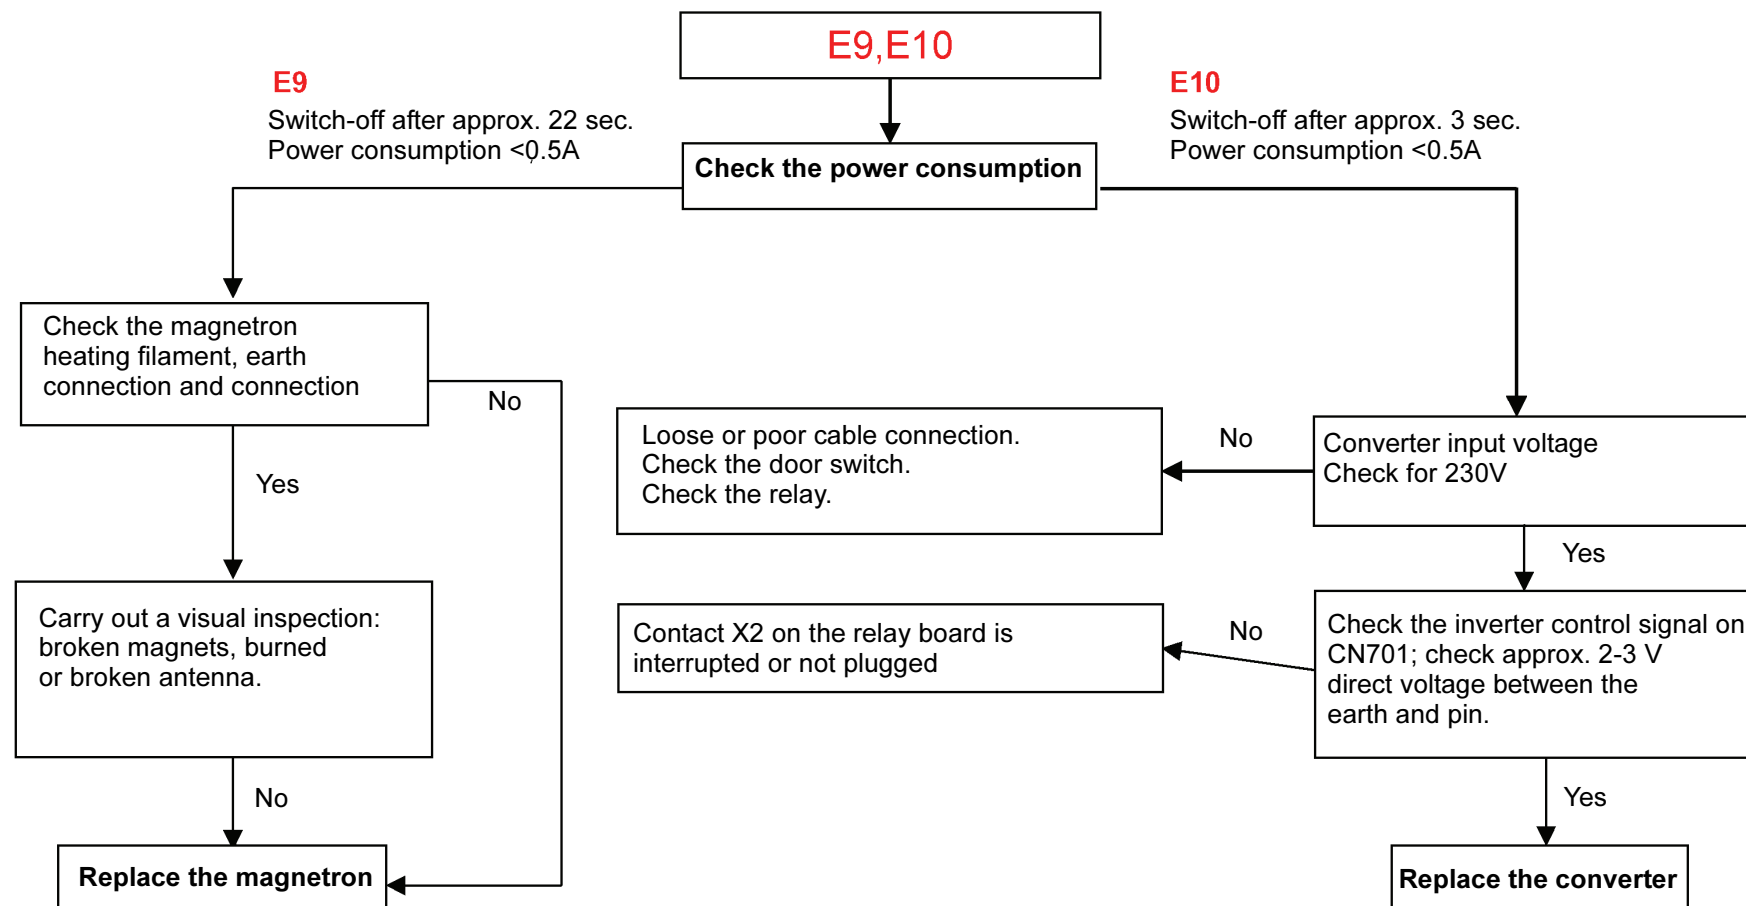 E9,E10
E9
Switch-off after approx. 22 sec.
Power consumption <0.5A
E10
Switch-off after approx. 3 sec.
Power consumption <0.5A
Check the power consumption
Check the magnetron
heating filament, earth
connection and connection
No
Yes
Carry out a visual inspection:
broken magnets, burned
or broken antenna.
No
Replace the magnetron
Converter input voltage
Check for 230V
No
Loose or poor cable connection.
Check the door switch.
Check the relay.
Yes
Check the inverter control signal on
CN701; check approx. 2-3 V
direct voltage between the
earth and pin.
No
Contact X2 on the relay board is
interrupted or not plugged
Yes
Replace the converter